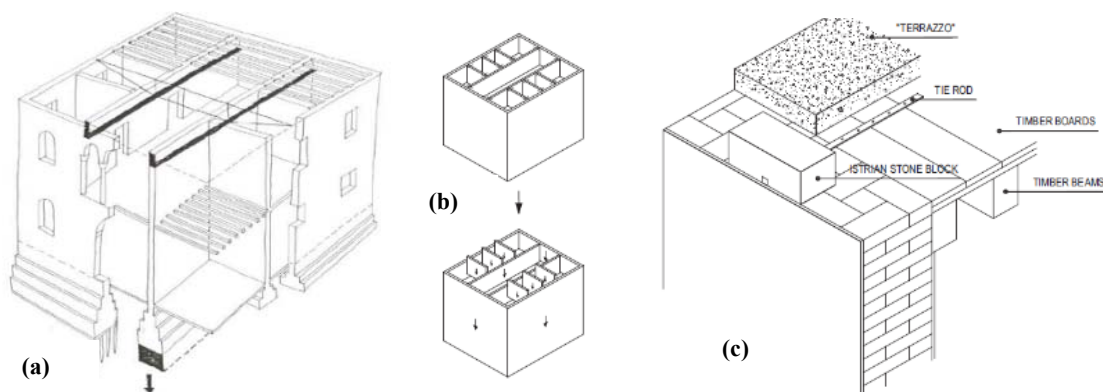 (a)
(b)
"TERRAZZO"
TIE ROD
TIMBER BOARDS
ISTRIAN STONE BLOCK
TIMBER BEAMS
(c)